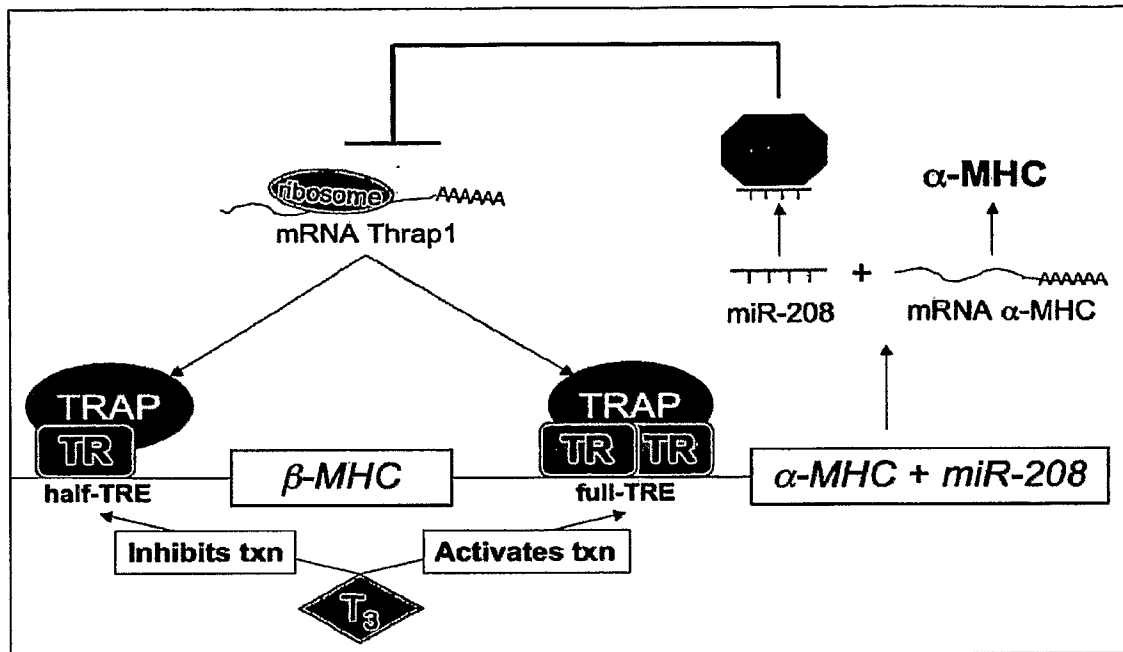 ribosome
AAAAAA
mRNA Thrap1
α-MHC
miR-208
+
AAAAAA
mRNA α-MHC
TRAP
TR
half-TRE
β-MHC
TRAP
TR
TR
full-TRE
α-MHC + miR-208
Inhibits txn
Activates txn
T3